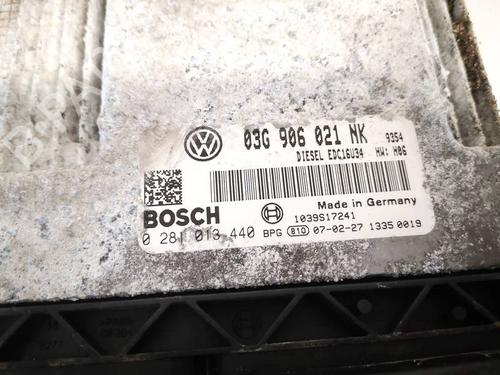 03G 906 021 NK 9354
DIESEL EDC16U34 HW: H06
Made in Germany
BOSCH 1039S17241
0 281 013 440 BPG 810 07-02-27 1335 0019